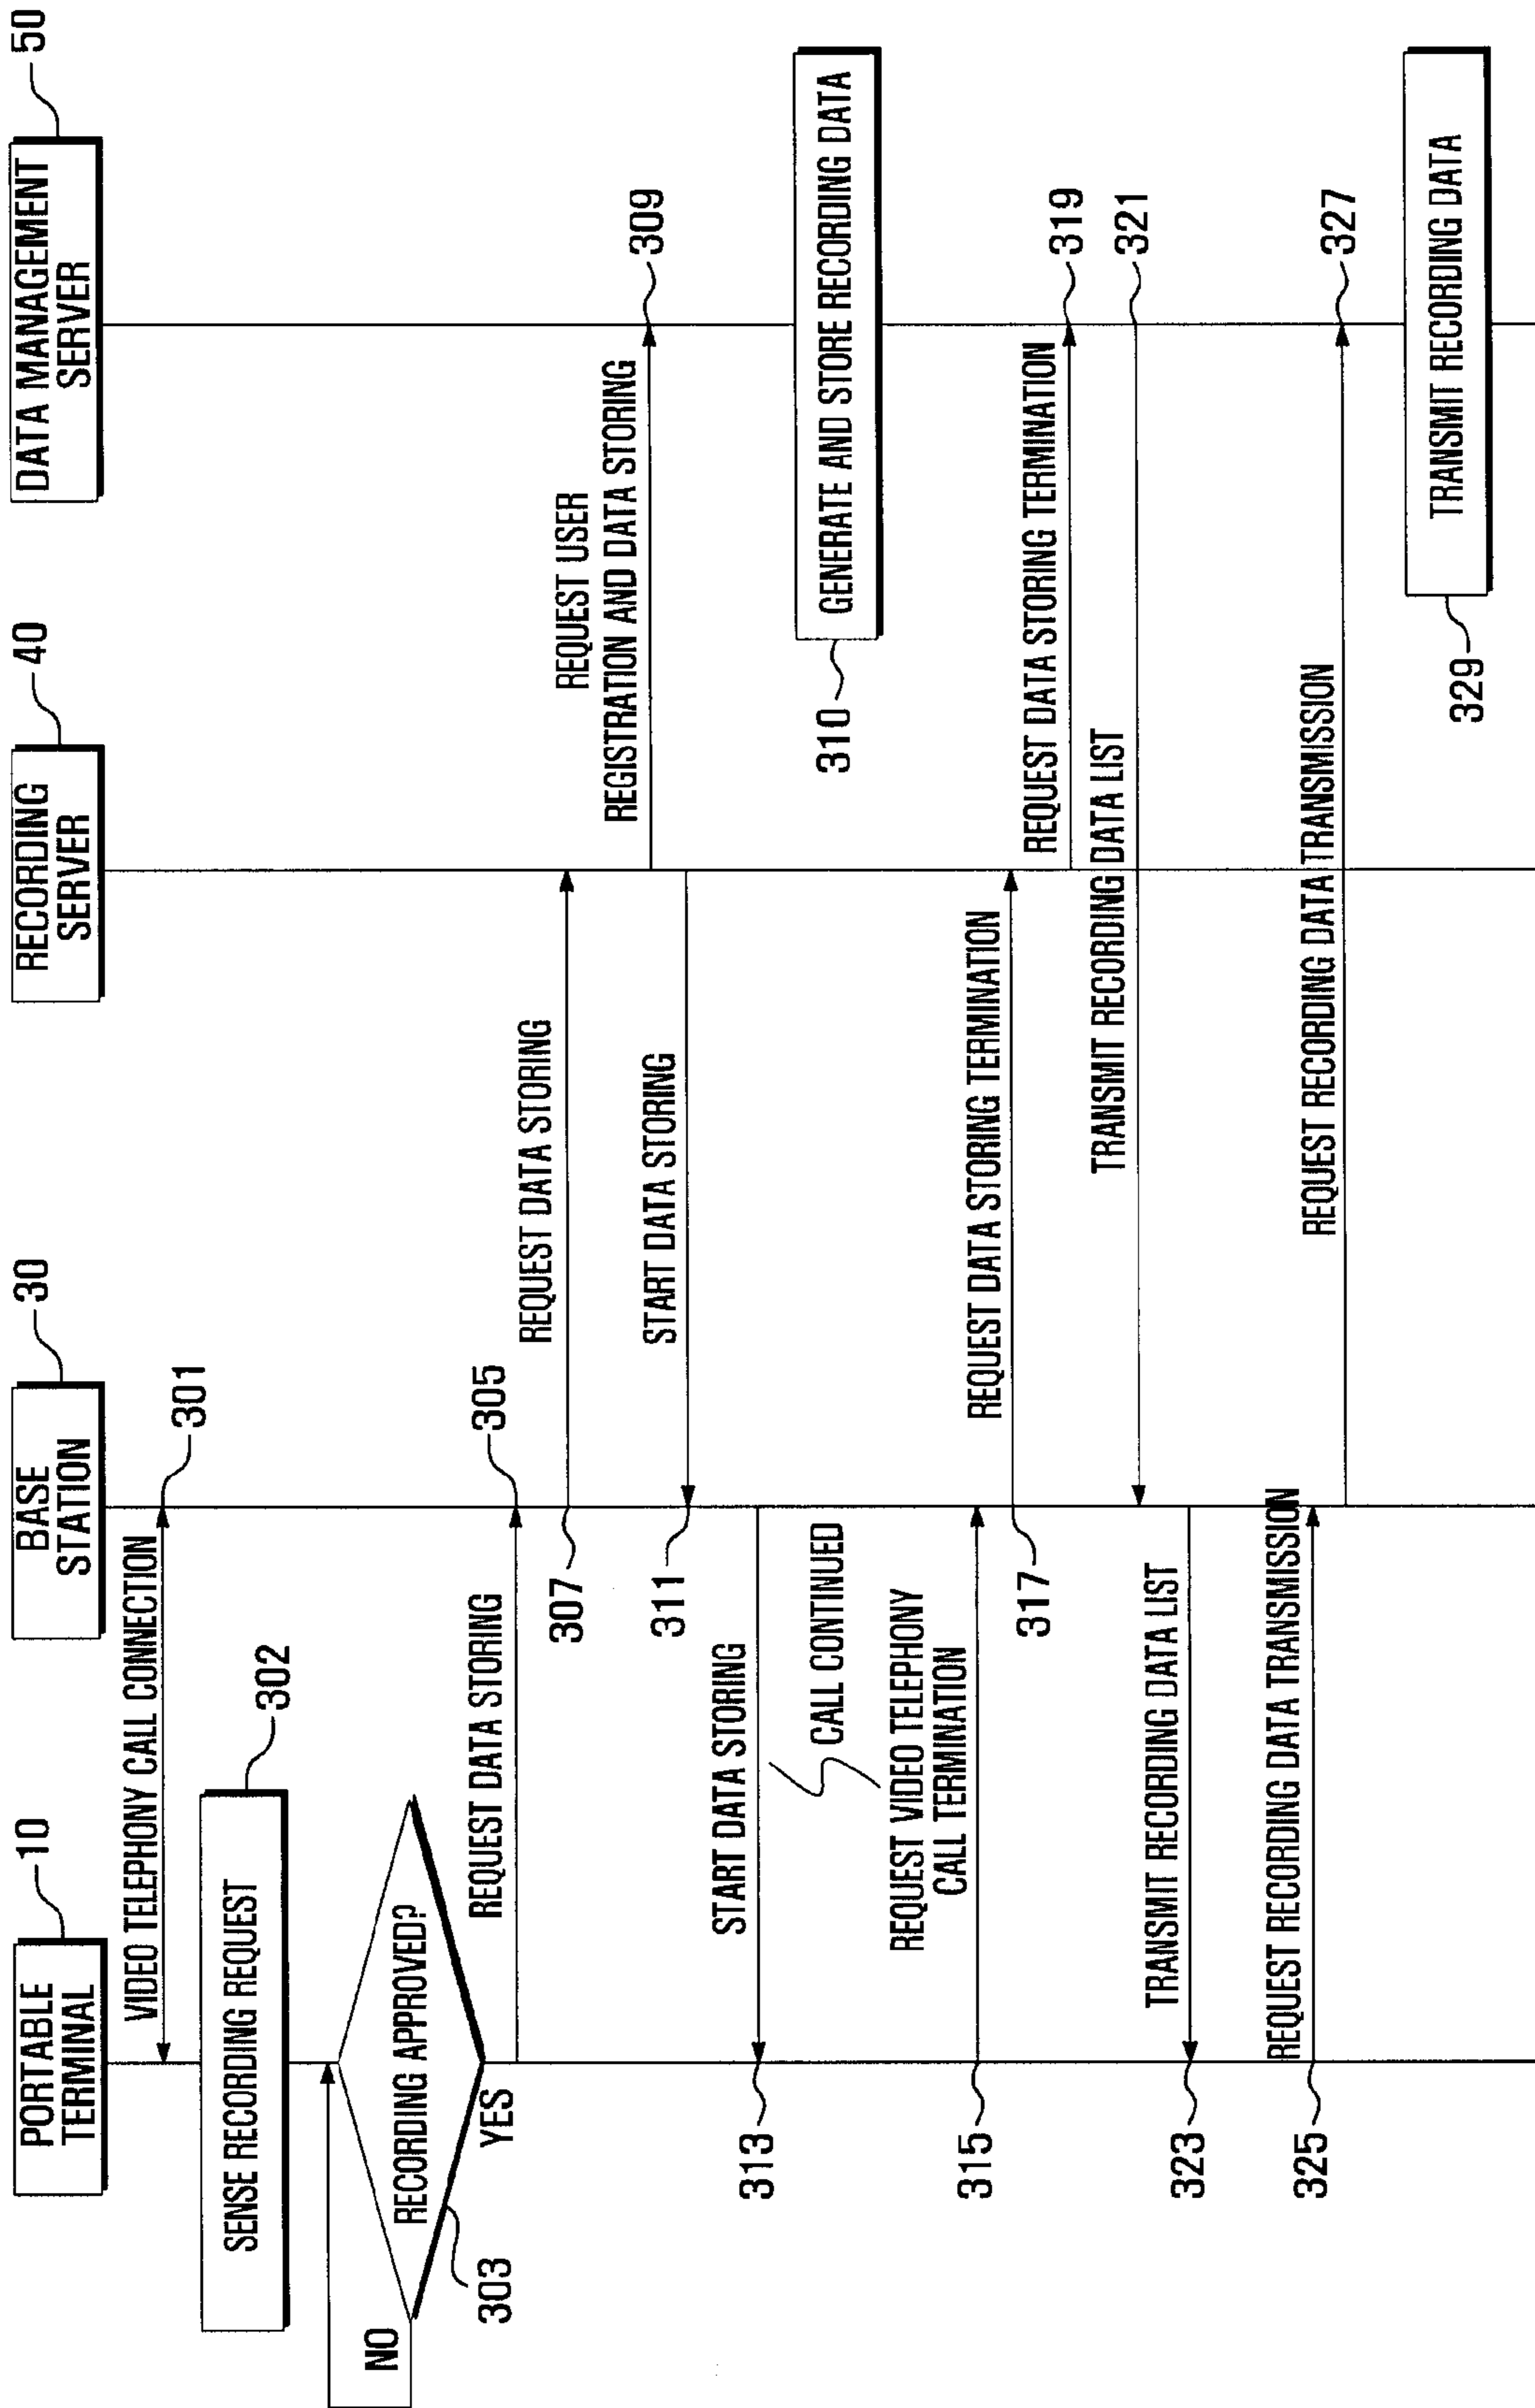 PORTABLE
TERMINAL
10
BASE
STATION
30
RECORDING
SERVER
40
DATA MANAGEMENT
SERVER
50
VIDEO TELEPHONY CALL CONNECTION
301
SENSE RECORDING REQUEST
302
RECORDING APPROVED?
303
NO
YES
REQUEST DATA STORING
305
REQUEST DATA STORING
307
REQUEST USER
REGISTRATION AND DATA STORING
309
START DATA STORING
311
START DATA STORING
313
GENERATE AND STORE RECORDING DATA
310
CALL CONTINUED
REQUEST VIDEO TELEPHONY
CALL TERMINATION
315
REQUEST DATA STORING TERMINATION
317
REQUEST DATA STORING TERMINATION
319
TRANSMIT RECORDING DATA LIST
321
TRANSMIT RECORDING DATA LIST
323
REQUEST RECORDING DATA TRANSMISSION
325
REQUEST RECORDING DATA TRANSMISSION
327
TRANSMIT RECORDING DATA
329